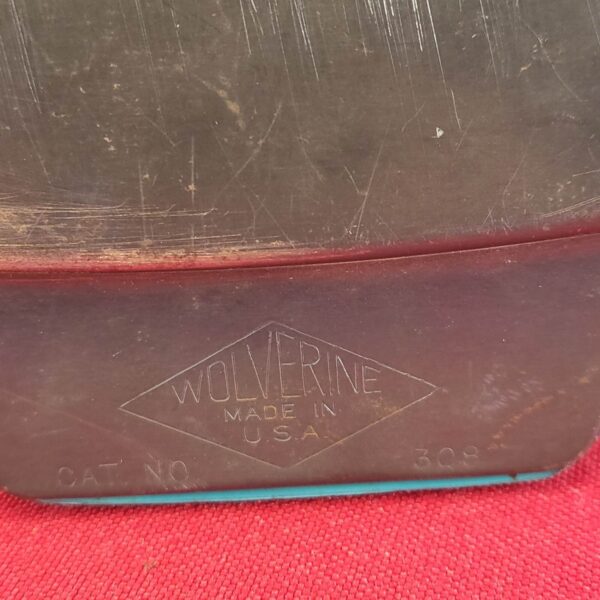 WOLVERINE
MADE IN
U.S.A.
CAT. NO. 308